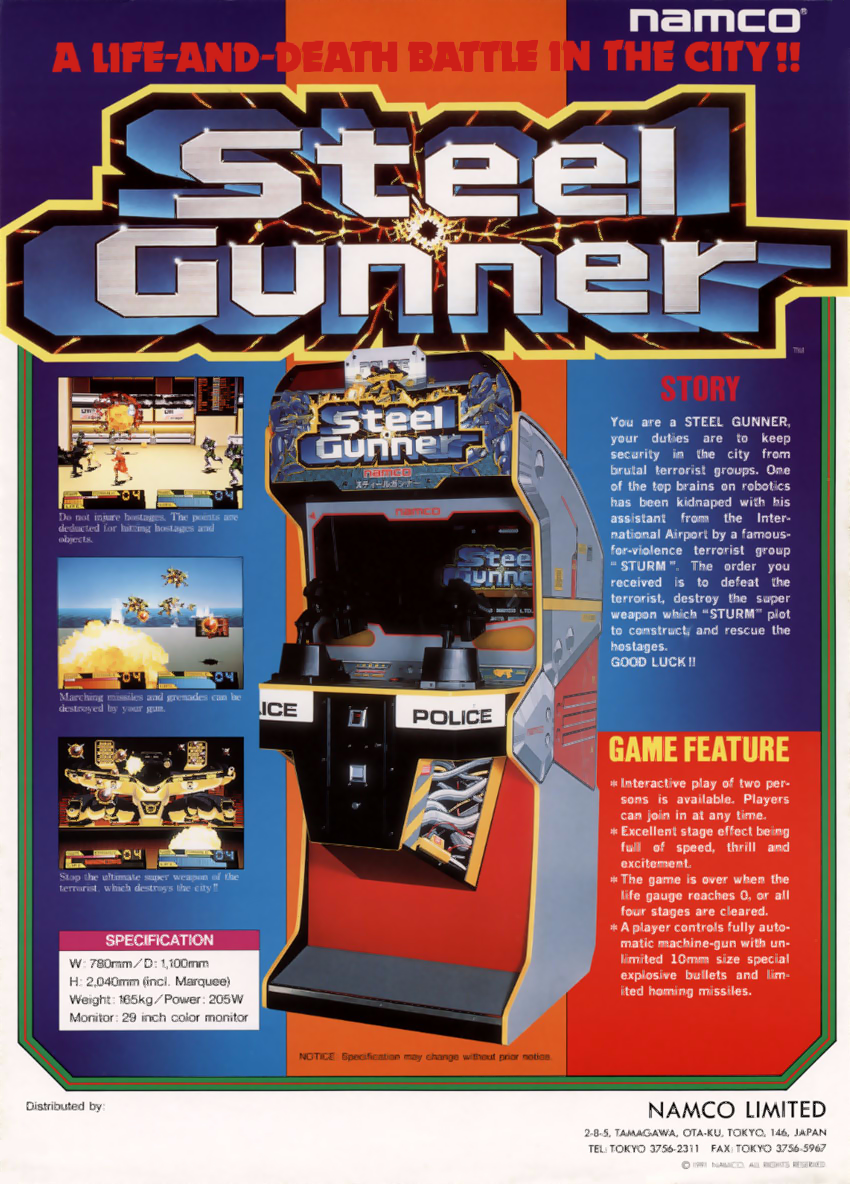 namco®
A LIFE-AND-DEATH BATTLE IN THE CITY!!
Steel
Gunner
TM
Do not injure hostages. The points are
deducted for hitting hostages and
objects.
Marching missiles and grenades can be
destroyed by your gun.
Stop the ultimate super weapon of the
terrorist, which destroys the city!!
SPECIFICATION
W: 780mm/D: 1,100mm
H: 2,040mm (incl. Marquee)
Weight: 165kg/Power: 205W
Monitor: 29 inch color monitor
POLICE
Steel
Gunner
namco
スティールガンナー
namco
Steel
Gunne
ICE
POLICE
STORY
You are a STEEL GUNNER,
your duties are to keep
security in the city from
brutal terrorist groups. One
of the top brains on robotics
has been kidnaped with his
assistant from the Inter-
national Airport by a famous-
for-violence terrorist group
"STURM". The order you
received is to defeat the
terrorist, destroy the super
weapon which "STURM" plot
to construct, and rescue the
hostages.
GOOD LUCK!!
GAME FEATURE
* Interactive play of two per-
sons is available. Players
can join in at any time.
* Excellent stage effect being
full of speed, thrill and
excitement.
* The game is over when the
life gauge reaches 0, or all
four stages are cleared.
* A player controls fully auto-
matic machine-gun with un-
limited 10mm size special
explosive bullets and lim-
ited homing missiles.
NOTICE: Specification may change without prior notice.
Distributed by:
NAMCO LIMITED
2-8-5, TAMAGAWA, OTA-KU, TOKYO, 146, JAPAN
TEL: TOKYO 3756-2311 FAX: TOKYO 3756-5967
© 1991 NAMCO, ALL RIGHTS RESERVED